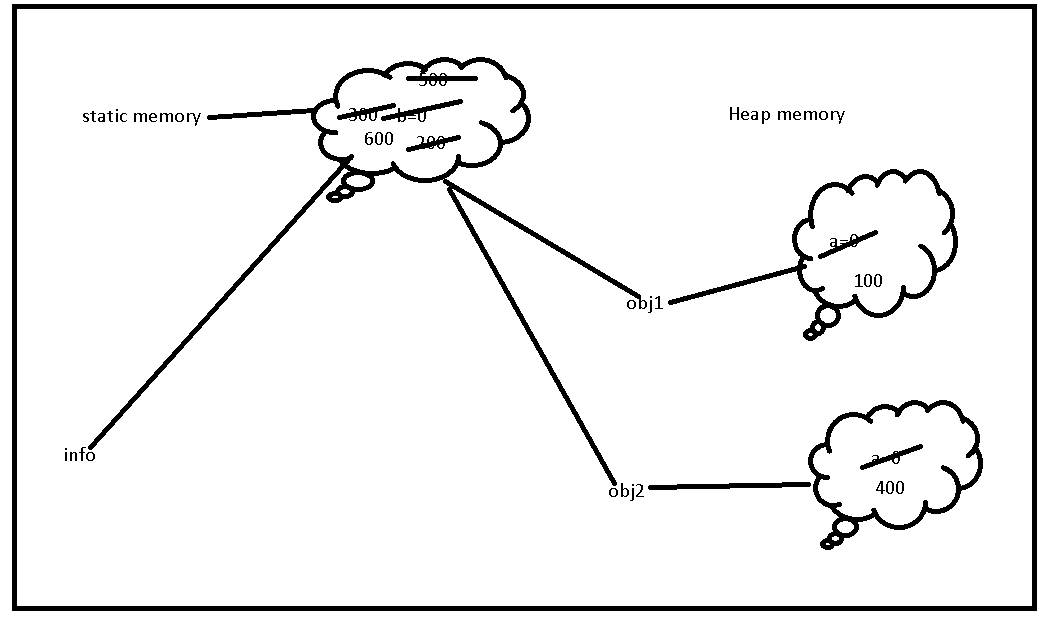 500
static memory
300 b=0
Heap memory
600 200
a=0
100
obj1
info
a=0
400
obj2